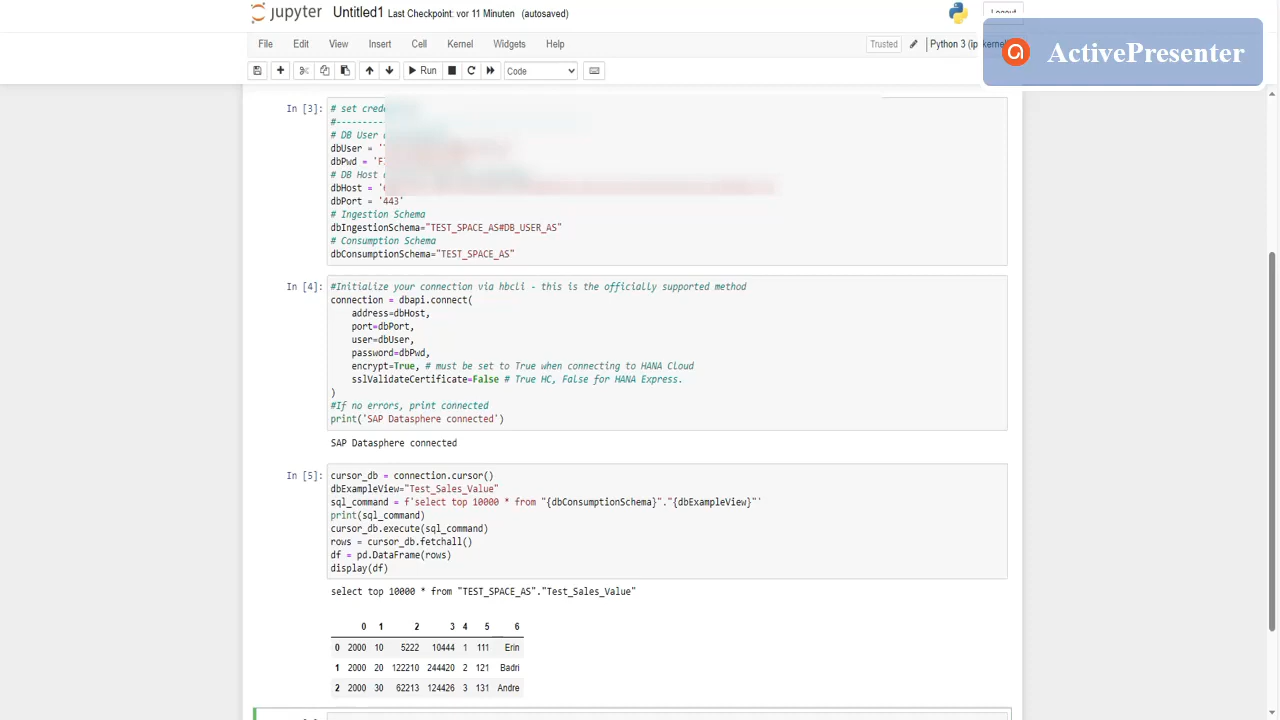 jupyter Untitled1 Last Checkpoint: vor 11 Minuten (autosaved)
ActivePresenter
File Edit View Insert Cell Kernel Widgets Help Trusted Python 3
Run Code
In [3]:
# set
#---------
# DB User
dbUser = '
dbPwd = 'F
# DB Host
dbHost = '
dbPort = '443'
# Ingestion Schema
dbIngestionSchema="TEST_SPACE_AS#DB_USER_AS"
# Consumption Schema
dbConsumptionSchema="TEST_SPACE_AS"
In [4]:
#Initialize your connection via hbcli - this is the officially supported method
connection = dbapi.connect(
address=dbHost,
port=dbPort,
user=dbUser,
password=dbPwd,
encrypt=True, # must be set to True when connecting to HANA Cloud
sslValidateCertificate=False # True HC, False for HANA Express.
)
#If no errors, print connected
print('SAP Datasphere connected')
SAP Datasphere connected
In [5]:
cursor_db = connection.cursor()
dbExampleView="Test_Sales_Value"
sql_command = f'select top 10000 * from "{dbConsumptionSchema}"."{dbExampleView}"'
print(sql_command)
cursor_db.execute(sql_command)
rows = cursor_db.fetchall()
df = pd.DataFrame(rows)
display(df)
select top 10000 * from "TEST_SPACE_AS"."Test_Sales_Value"
0 1 2 3 4 5 6
0 2000 10 5222 10444 1 111 Erin
1 2000 20 122210 244420 2 121 Badri
2 2000 30 62213 124426 3 131 Andre